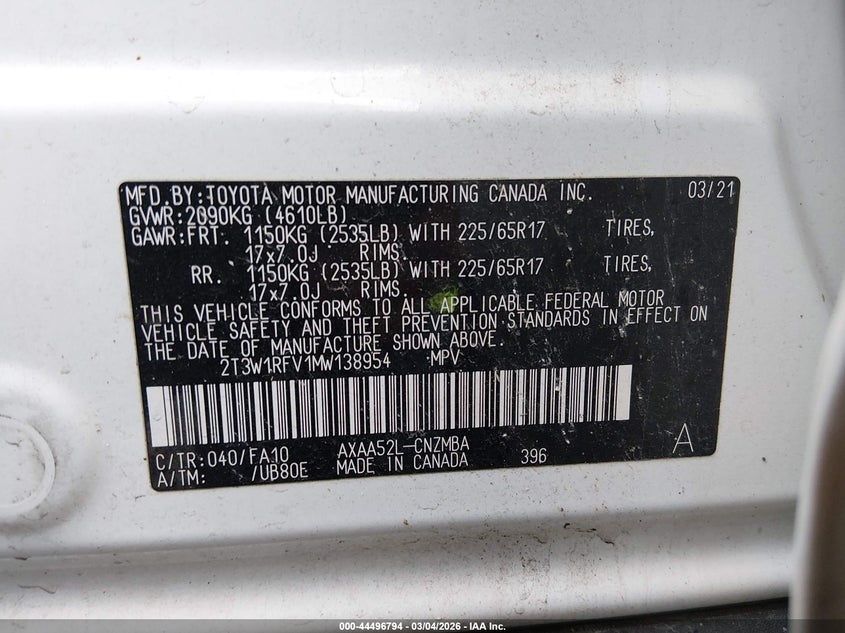 MFD.BY:TOYOTA MOTOR MANUFACTURING CANADA INC. 03/21
GVWR:2090KG (4610LB)
GAWR:FRT. 1150KG (2535LB) WITH 225/65R17 TIRES,
17x7.0J RIMS.
RR. 1150KG (2535LB) WITH 225/65R17 TIRES,
17x7.0J RIMS.
THIS VEHICLE CONFORMS TO ALL APPLICABLE FEDERAL MOTOR
VEHICLE SAFETY AND THEFT PREVENTION STANDARDS IN EFFECT ON
THE DATE OF MANUFACTURE SHOWN ABOVE.
2T3W1RFV1MW138954 MPV
C/TR:040/FA10 AXAA52L-CNZMBA A
A/TM: /UB80E MADE IN CANADA 396
000-44496794 - 03/04/2026 - IAA Inc.